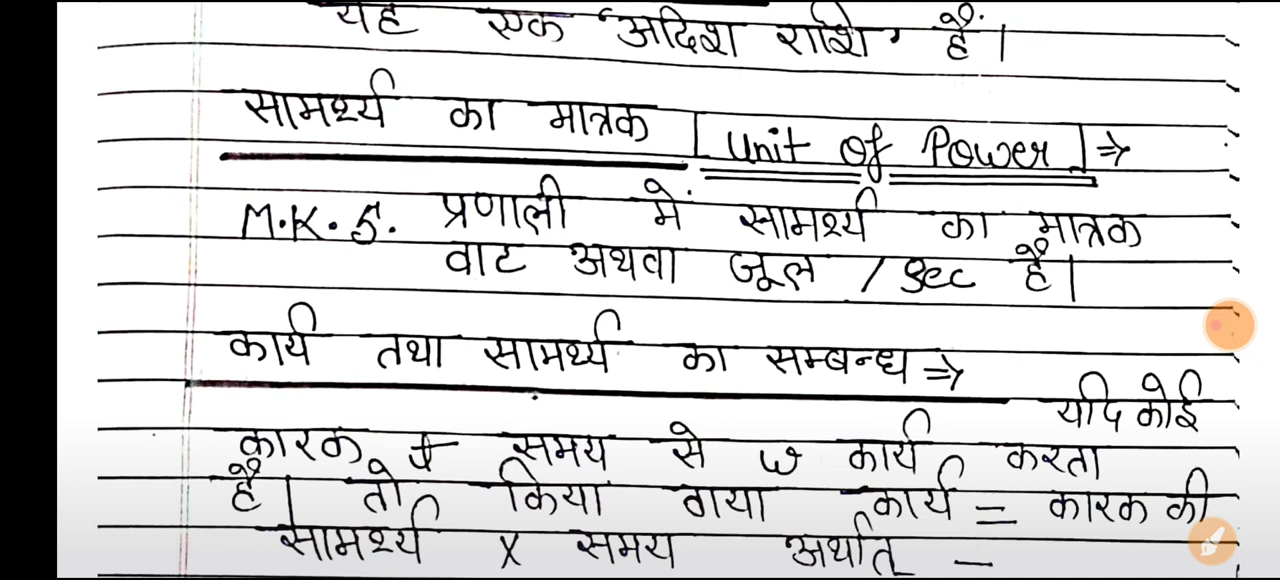 यह एक "अदिश राशि' हैं।
सामर्थ्य का मात्रक [Unit of Power] ⇒
M.K.S. प्रणाली में सामर्थ्य का मात्रक
वाट अथवा जूल / sec है।
कार्य तथा सामर्थ्य का सम्बन्ध ⇒
यदि कोई
कारक t समय से w कार्य करता
है। तो किया गया कार्य = कारक की
सामर्थ्य x समय अर्थात् -